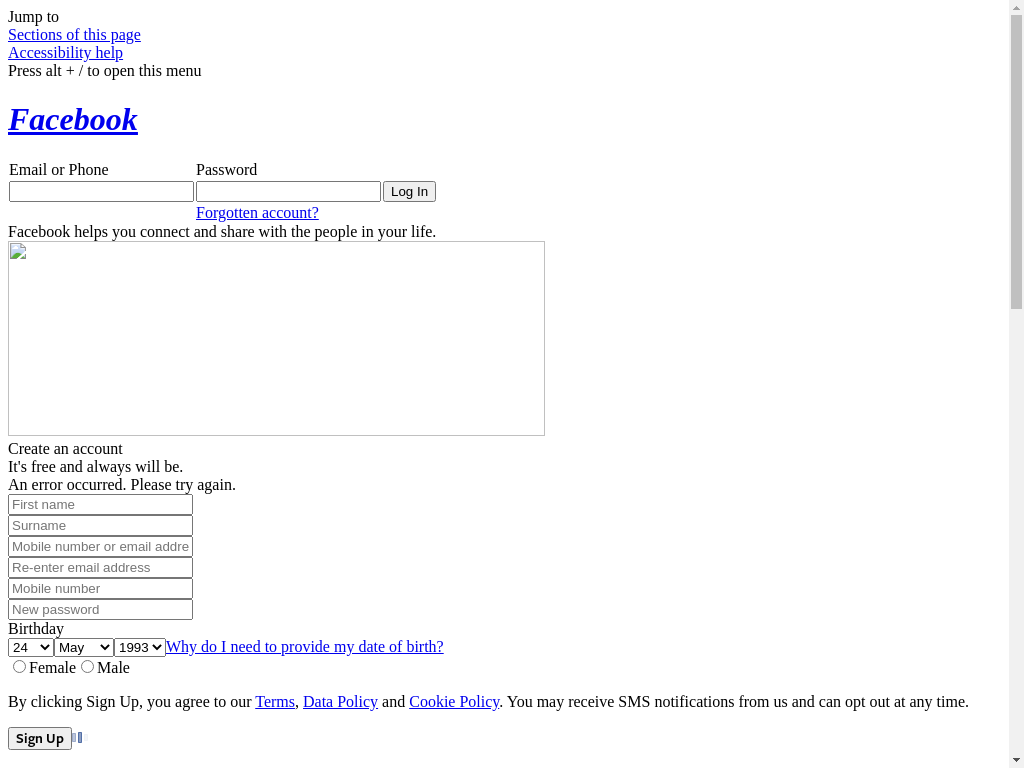 Jump to
Sections of this page
Accessibility help
Press alt + / to open this menu
Facebook
Email or Phone Password
Log In
Forgotten account?
Facebook helps you connect and share with the people in your life.
Create an account
It's free and always will be.
An error occurred. Please try again.
First name
Surname
Mobile number or email addre
Re-enter email address
Mobile number
New password
Birthday
24 May 1993 Why do I need to provide my date of birth?
Female Male
By clicking Sign Up, you agree to our Terms, Data Policy and Cookie Policy. You may receive SMS notifications from us and can opt out at any time.
Sign Up